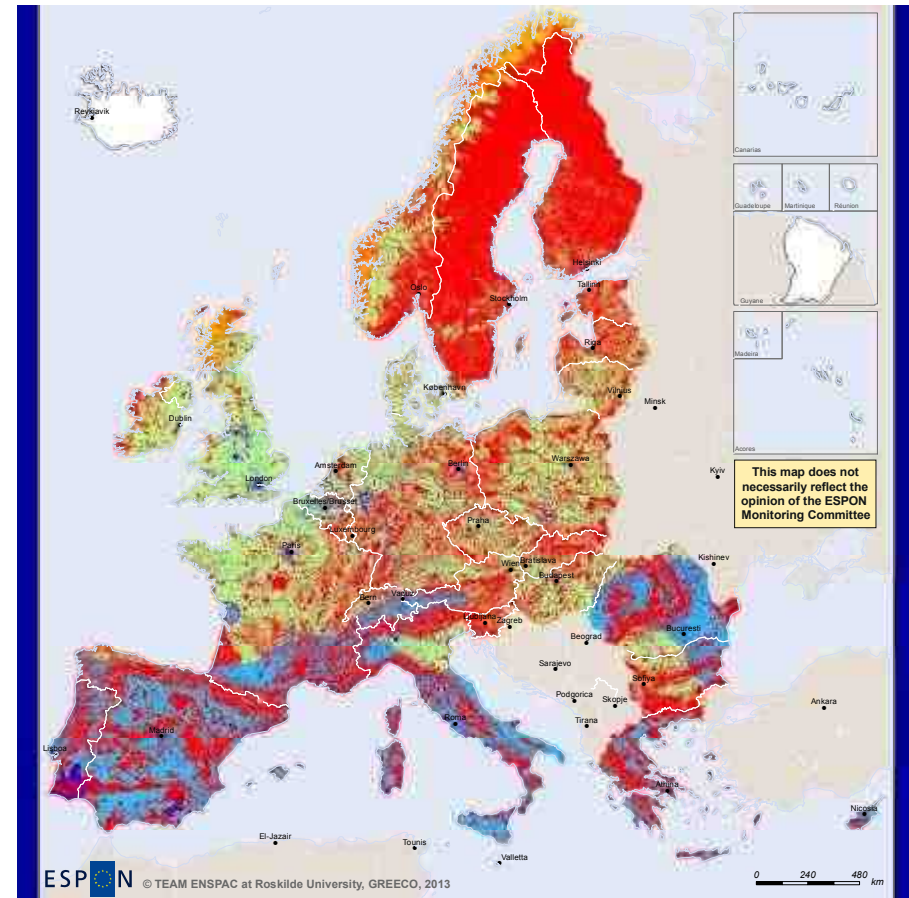 Reykjavik
Canarias
Guadeloupe
Martinique
Réunion
Guyane
Madeira
Acores
This map does not
necessarily reflect the
opinion of the ESPON
Monitoring Committee
Helsinki
Tallinn
Oslo
Stockholm
Riga
København
Vilnius
Minsk
Dublin
Amsterdam
Berlin
Warszawa
London
Kyiv
Bruxelles/Brussel
Luxembourg
Praha
Paris
Wien
Bratislava
Budapest
Kishinev
Bern
Vaduz
Ljubljana
Zagreb
Bucuresti
Beograd
Sarajevo
Sofiya
Podgorica
Skopje
Ankara
Tirana
Roma
Madrid
Lisboa
Athina
Nicosia
El-Jazair
Tounis
Valletta
ESPON © TEAM ENSPAC at Roskilde University, GREECO, 2013
0 240 480 km